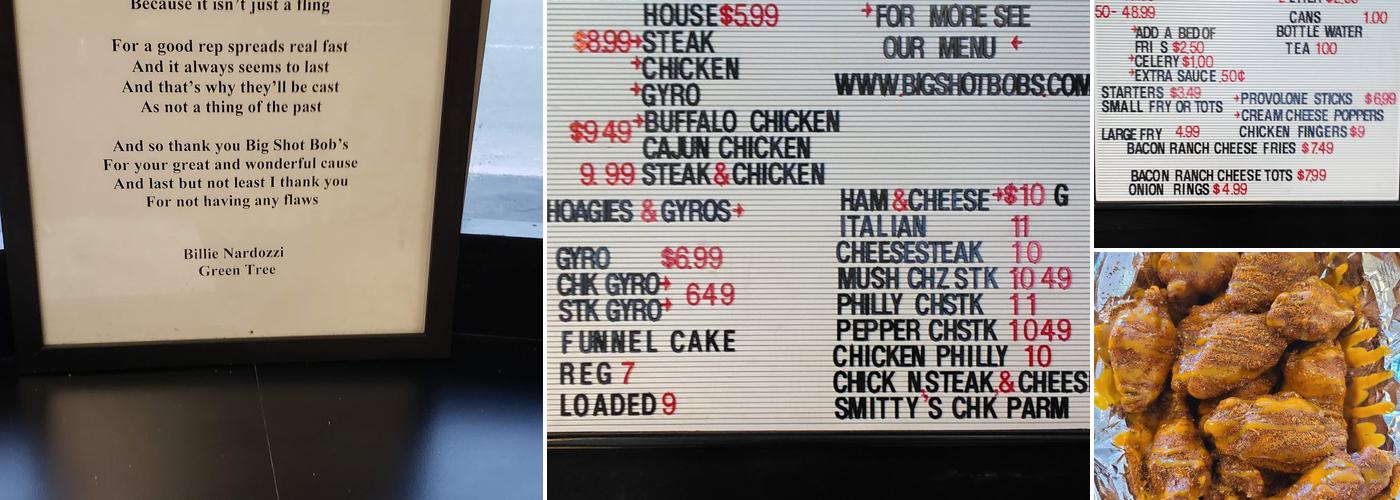 Because it isn't just a fling
For a good rep spreads real fast
And it always seems to last
And that's why they'll be cast
As not a thing of the past
And so thank you Big Shot Bob's
For your great and wonderful cause
And last but not least I thank you
For not having any flaws
Billie Nardozzi
Green Tree
HOUSE $5.99
$8.99→STEAK
→CHICKEN
→GYRO
$9 49→BUFFALO CHICKEN
CAJUN CHICKEN
9.99 STEAK & CHICKEN
HOAGIES & GYROS→
GYRO $6.99
CHK GYRO→
STK GYRO→ 649
FUNNEL CAKE
REG 7
LOADED 9
→FOR MORE SEE
OUR MENU ←
WWW.BIGSHOTBOBS.COM
HAM & CHEESE→$10 G
ITALIAN 11
CHEESESTEAK 10
MUSH CHZ STK 10 49
PHILLY CHSTK 11
PEPPER CHSTK 1049
CHICKEN PHILLY 10
CHICK N,STEAK,& CHEES
SMITTY'S CHK PARM
50- 48.99
→ADD A BED OF
FRI S $2.50
→CELERY $1.00
→EXTRA SAUCE .50¢
STARTERS $3.49
SMALL FRY OR TOTS
LARGE FRY 4.99
BACON RANCH CHEESE FRIES $7.49
BACON RANCH CHEESE TOTS $7.99
ONION RINGS $4.99
CANS 1.00
BOTTLE WATER
TEA 100
→PROVOLONE STICKS $6.99
→CREAM CHEESE POPPERS
CHICKEN FINGERS $9